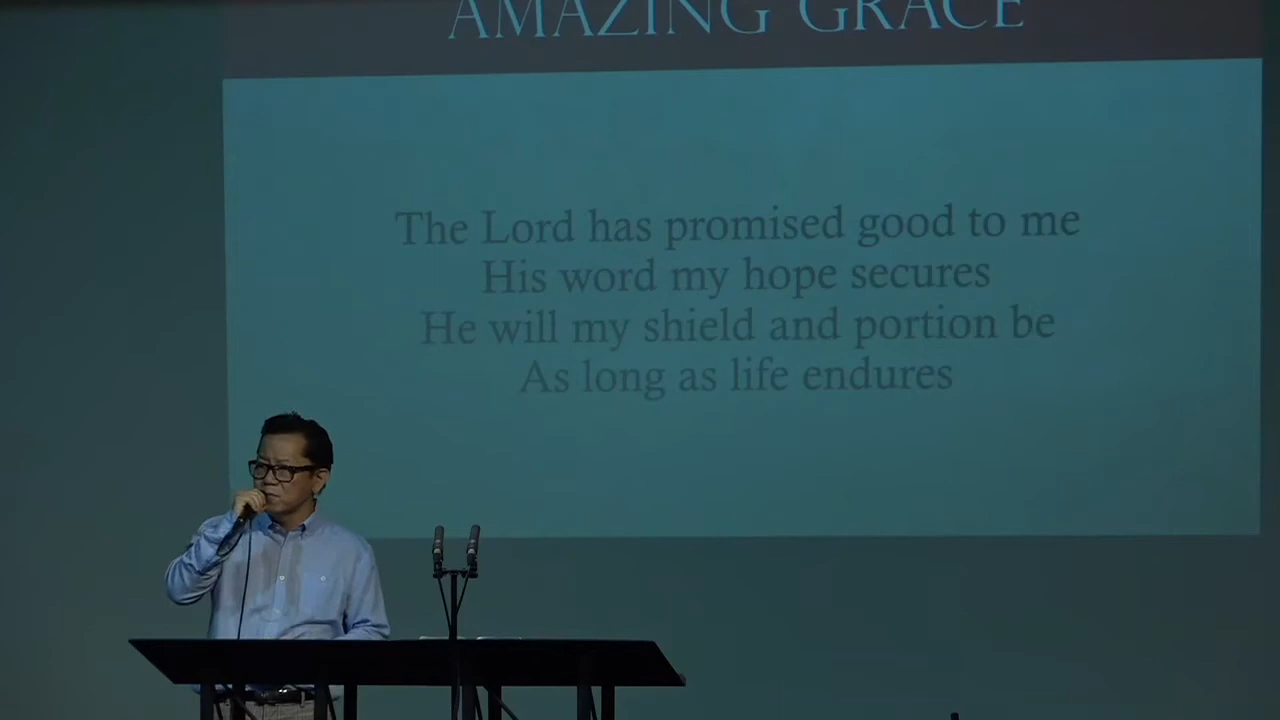 AMAZING GRACE
The Lord has promised good to me
His word my hope secures
He will my shield and portion be
As long as life endures